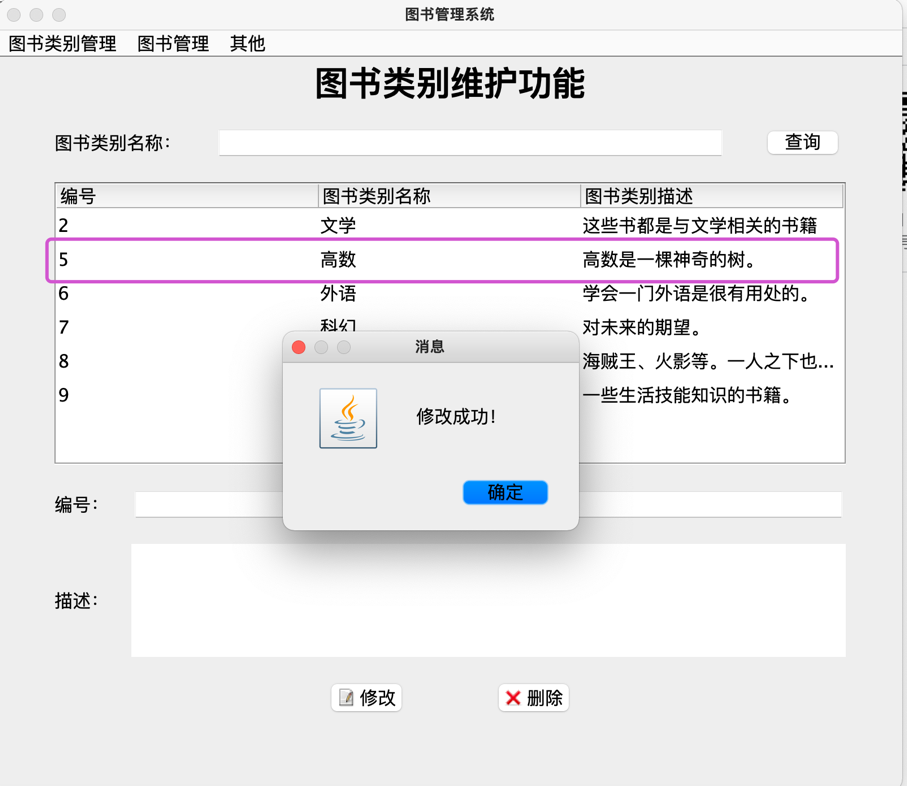 图书管理系统
图书类别管理 图书管理 其他
图书类别维护功能
图书类别名称： 查询
编号 图书类别名称 图书类别描述
2 文学 这些书都是与文学相关的书籍
5 高数 高数是一棵神奇的树。
6 外语 学会一门外语是很有用处的。
7 科幻 对未来的期望。
8 海贼王、火影等。一人之下也...
9 一些生活技能知识的书籍。
消息
修改成功！
确定
编号：
描述：
修改 删除